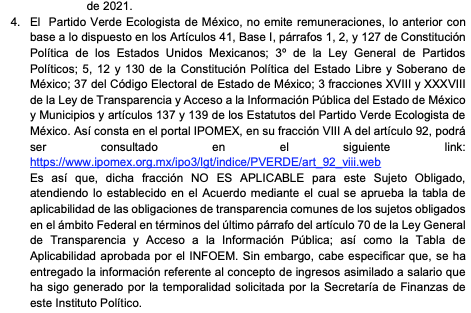 de 2021.
4. El Partido Verde Ecologista de México, no emite remuneraciones, lo anterior con
base a lo dispuesto en los Artículos 41, Base I, párrafos 1, 2, y 127 de Constitución
Política de los Estados Unidos Mexicanos; 3º de la Ley General de Partidos
Políticos; 5, 12 y 130 de la Constitución Política del Estado Libre y Soberano de
México; 37 del Código Electoral de Estado de México; 3 fracciones XVIII y XXXVIII
de la Ley de Transparencia y Acceso a la Información Pública del Estado de México
y Municipios y artículos 137 y 139 de los Estatutos del Partido Verde Ecologista de
México. Así consta en el portal IPOMEX, en su fracción VIII A del artículo 92, podrá
ser consultado en el siguiente link:
https://www.ipomex.org.mx/ipo3/lgt/indice/PVERDE/art_92_viii.web
Es así que, dicha fracción NO ES APLICABLE para este Sujeto Obligado,
atendiendo lo establecido en el Acuerdo mediante el cual se aprueba la tabla de
aplicabilidad de las obligaciones de transparencia comunes de los sujetos obligados
en el ámbito Federal en términos del último párrafo del artículo 70 de la Ley General
de Transparencia y Acceso a la Información Pública; así como la Tabla de
Aplicabilidad aprobada por el INFOEM. Sin embargo, cabe especificar que, se ha
entregado la información referente al concepto de ingresos asimilado a salario que
ha sigo generado por la temporalidad solicitada por la Secretaría de Finanzas de
este Instituto Político.